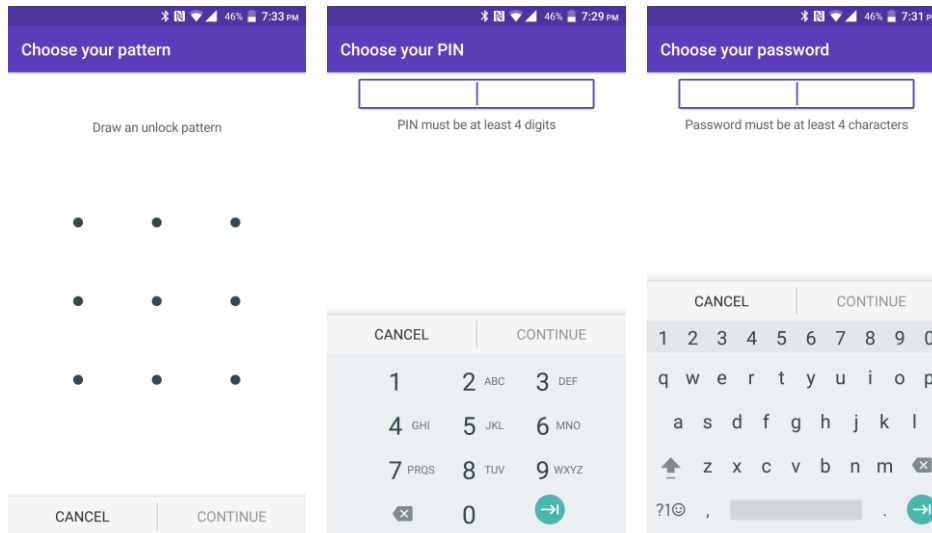 46% 7:33 PM
Choose your pattern
Draw an unlock pattern
CANCEL CONTINUE
46% 7:29 PM
Choose your PIN
PIN must be at least 4 digits
CANCEL CONTINUE
1 2 ABC 3 DEF
4 GHI 5 JKL 6 MNO
7 PRQS 8 TUV 9 WXYZ
0
46% 7:31 P
Choose your password
Password must be at least 4 characters
CANCEL CONTINUE
1 2 3 4 5 6 7 8 9 0
q w e r t y u i o p
a s d f g h j k l
z x c v b n m
?1☺ , .